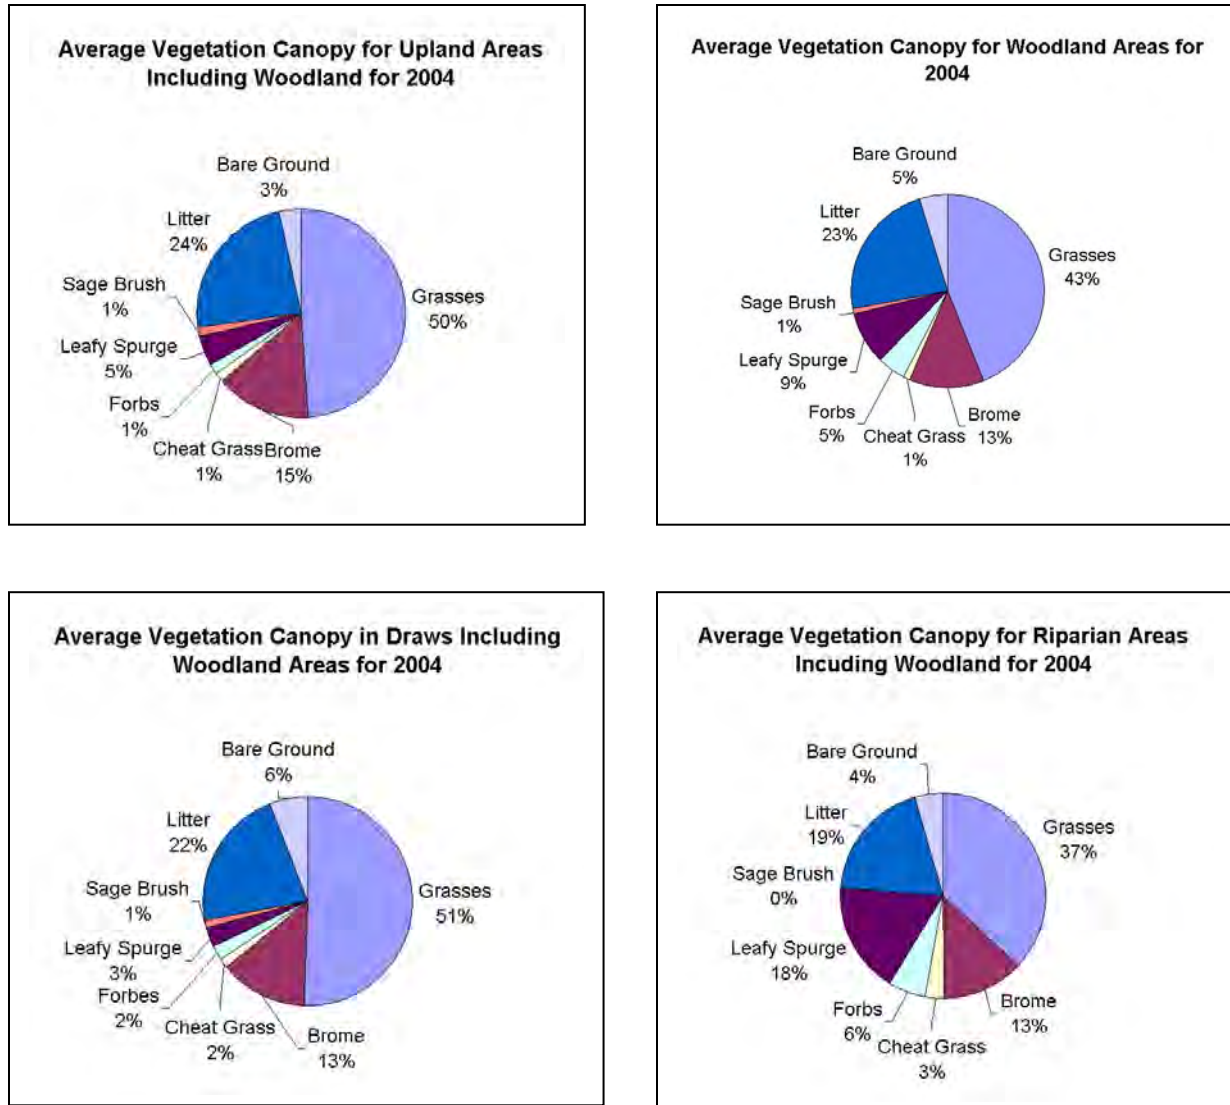 Average Vegetation Canopy for Upland Areas
Including Woodland for 2004
Bare Ground
3%
Litter
24%
Sage Brush
1%
Leafy Spurge
5%
Forbs
1%
Cheat Grass
1%
Brome
15%
Grasses
50%
Average Vegetation Canopy for Woodland Areas for
2004
Bare Ground
5%
Litter
23%
Sage Brush
1%
Leafy Spurge
9%
Forbs
5%
Cheat Grass
1%
Brome
13%
Grasses
43%
Average Vegetation Canopy in Draws Including
Woodland Areas for 2004
Bare Ground
6%
Litter
22%
Sage Brush
1%
Leafy Spurge
3%
Forbes
2%
Cheat Grass
2%
Brome
13%
Grasses
51%
Average Vegetation Canopy for Riparian Areas
Incuding Woodland for 2004
Bare Ground
4%
Litter
19%
Sage Brush
0%
Leafy Spurge
18%
Forbs
6%
Cheat Grass
3%
Brome
13%
Grasses
37%